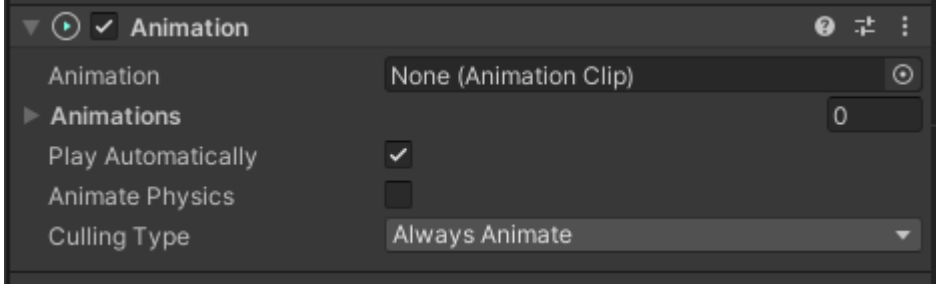 Animation
Animation None (Animation Clip)
Animations 0
Play Automatically
Animate Physics
Culling Type Always Animate